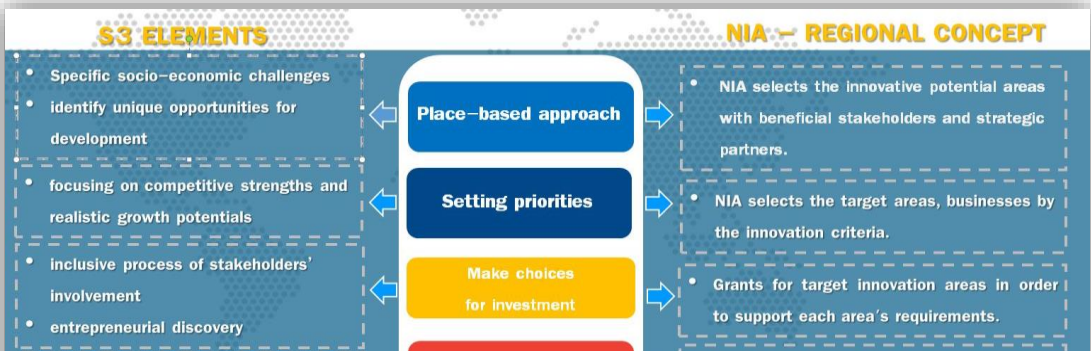 S3 ELEMENTS
NIA – REGIONAL CONCEPT
• Specific socio-economic challenges
• identify unique opportunities for
development
Place-based approach
• NIA selects the innovative potential areas
with beneficial stakeholders and strategic
partners.
• focusing on competitive strengths and
realistic growth potentials
Setting priorities
• NIA selects the target areas, businesses by
the innovation criteria.
• inclusive process of stakeholders'
involvement
• entrepreneurial discovery
Make choices
for investment
• Grants for target innovation areas in order
to support each area's requirements.